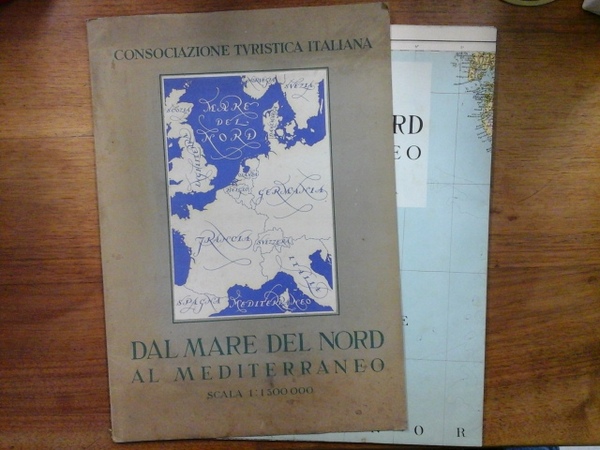 CONSOCIAZIONE TVRISTICA ITALIANA
SVEZIA
MARE
DEL
NORD
GERMANIA
FRANCIA
SVIZZERA
ITALIA
SPAGNA
MEDITERRANEO
DAL MARE DEL NORD
AL MEDITERRANEO
SCALA 1:1500000
RD
EO
E
N O R